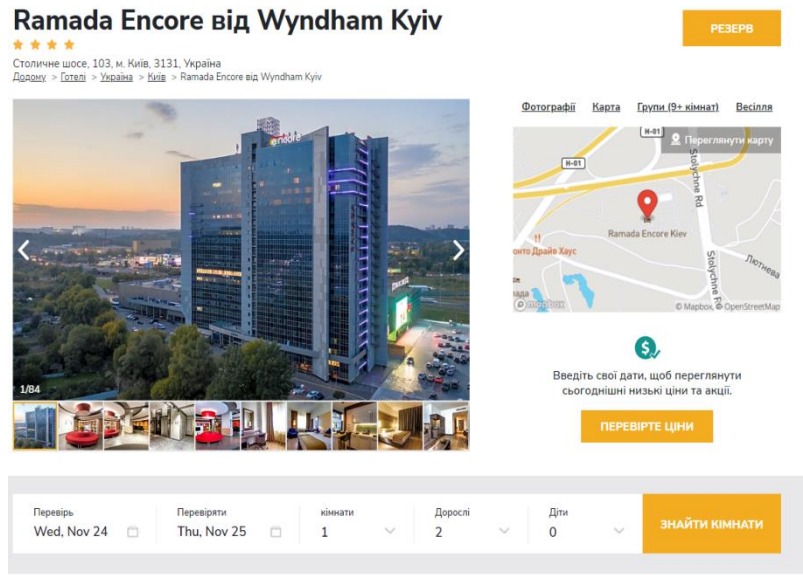 Ramada Encore від Wyndham Kyiv
РЕЗЕРВ
Столичне шосе, 103, м. Київ, 3131, Україна
Додому > Готелі > Україна > Київ > Ramada Encore від Wyndham Kyiv
Фотографії Карта Групи (9+ кімнат) Весілля
encore
H-01
Переглянути карту
H-01
Stolychne Rd
Ramada Encore Kiev
онто Драйв Хаус
Stolychne R
Лютнева
лада
mapbox
© Mapbox, © OpenStreetMap
1/84
Введіть свої дати, щоб переглянути
сьогоднішні низькі ціни та акції.
ПЕРЕВІРТЕ ЦІНИ
Перевірь Перевіряти кімнати Дорослі Діти
Wed, Nov 24 Thu, Nov 25 1 2 0
ЗНАЙТИ КІМНАТИ